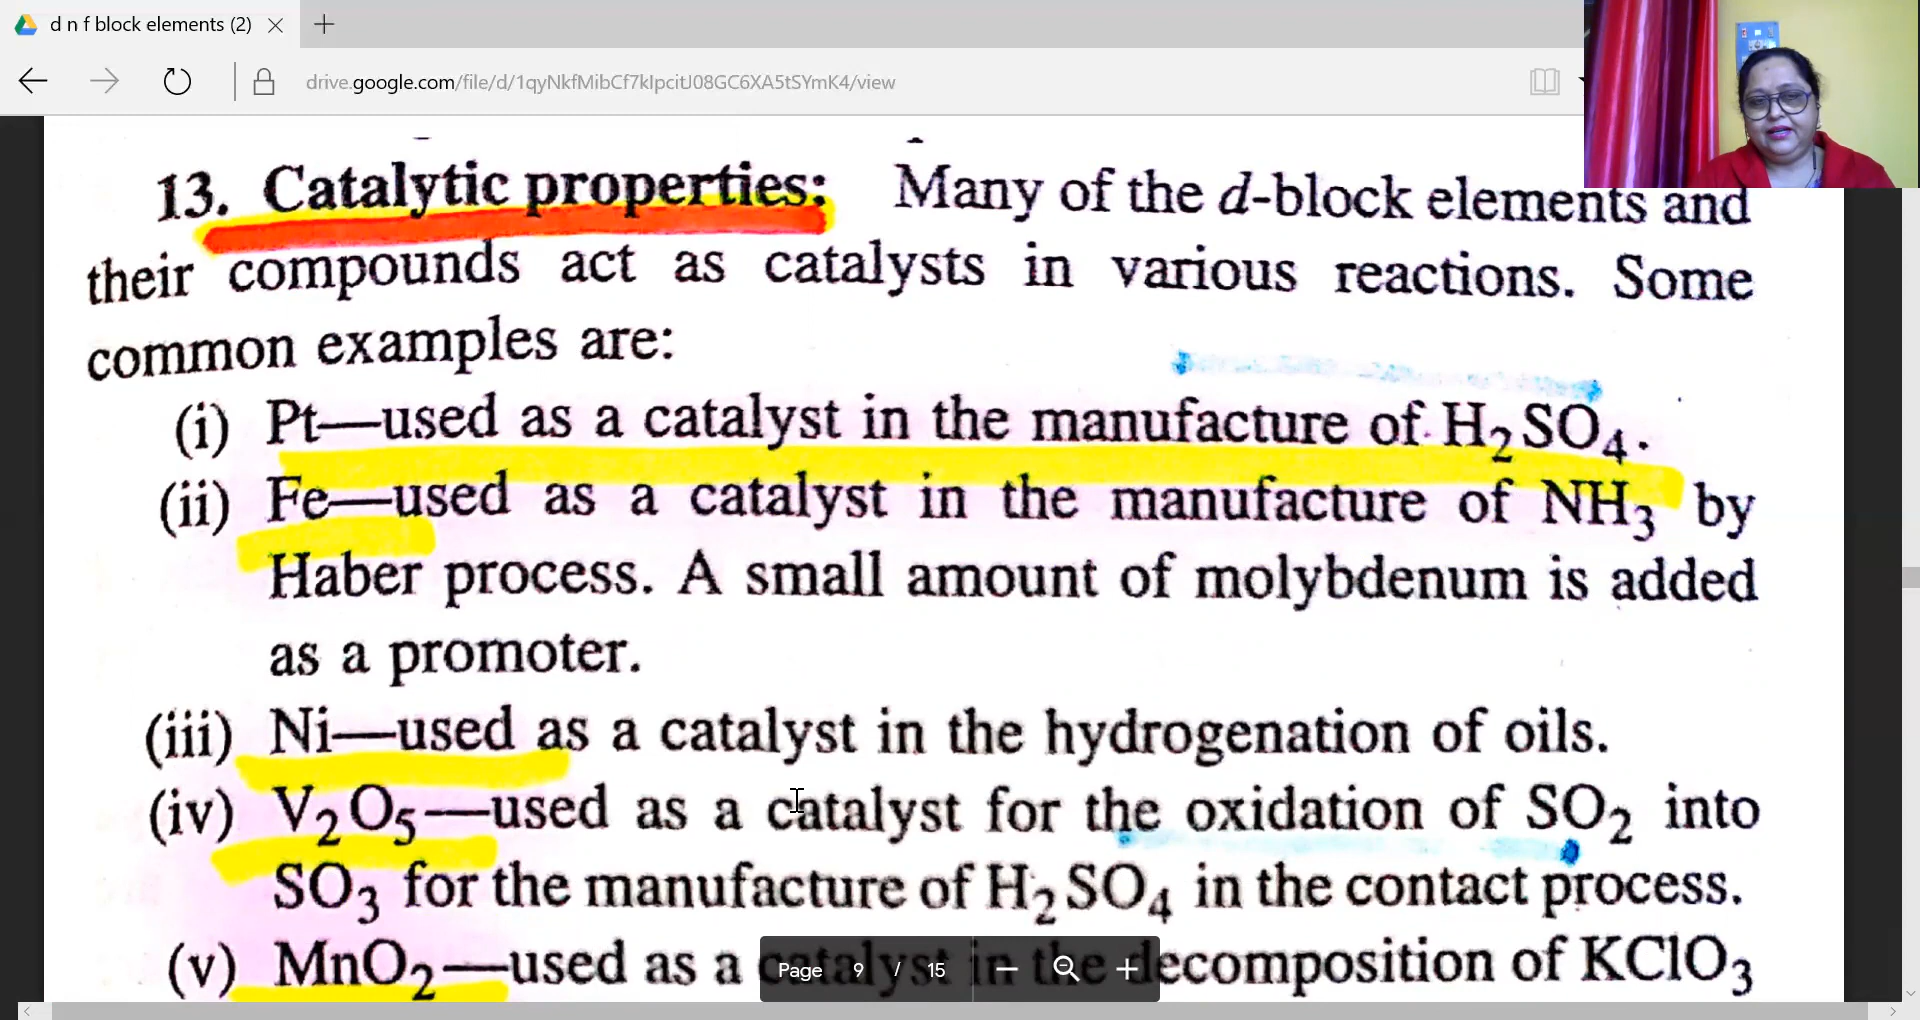 d n f block elements (2)
drive.google.com/file/d/1qyNkfMibCf7kIpcitJ08GC6XA5tSYmK4/view
13. Catalytic properties: Many of the d-block elements and
their compounds act as catalysts in various reactions. Some
common examples are:
(i) Pt—used as a catalyst in the manufacture of H₂SO₄.
(ii) Fe—used as a catalyst in the manufacture of NH₃ by
Haber process. A small amount of molybdenum is added
as a promoter.
(iii) Ni—used as a catalyst in the hydrogenation of oils.
(iv) V₂O₅—used as a catalyst for the oxidation of SO₂ into
SO₃ for the manufacture of H₂SO₄ in the contact process.
(v) MnO₂—used as a catalyst in the decomposition of KClO₃
Page 9 / 15